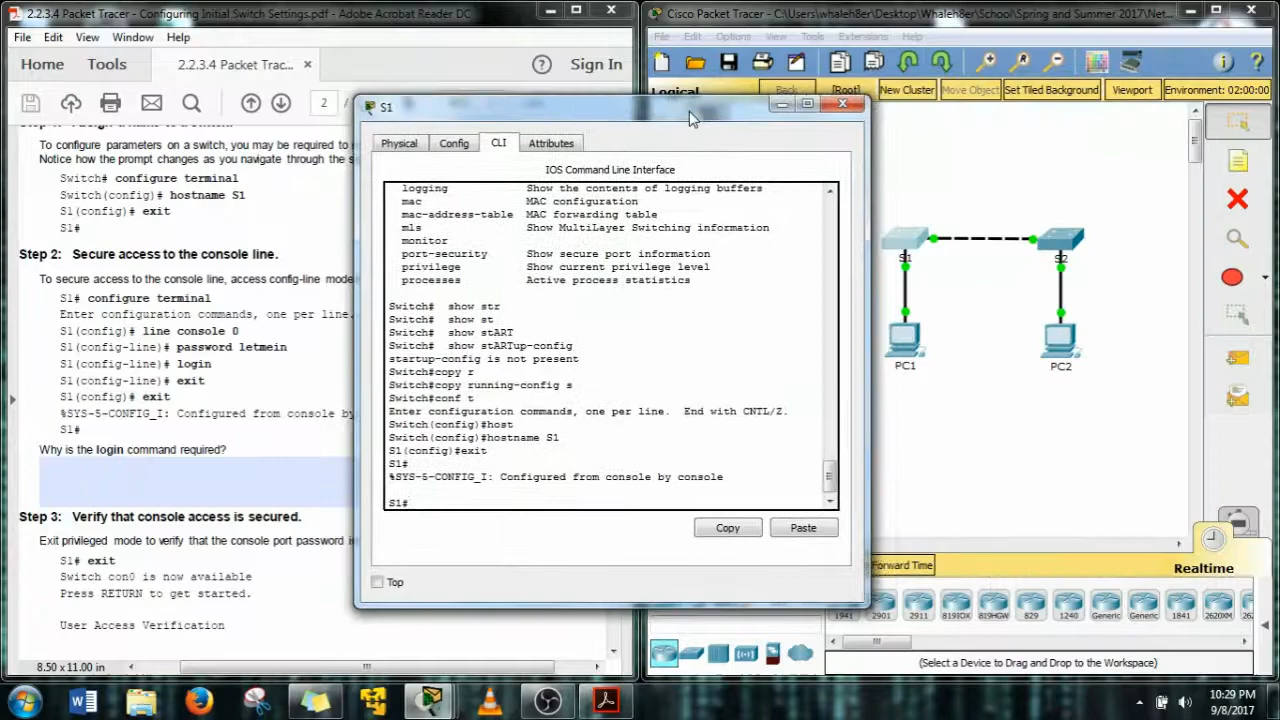 2.2.3.4 Packet Tracer - Configuring Initial Switch Settings.pdf - Adobe Acrobat Reader DC
File Edit View Window Help
Home Tools 2.2.3.4 Packet Trac... × Sign In
2 /
To configure parameters on a switch, you may be required to
Notice how the prompt changes as you navigate through the s
Switch# configure terminal
Switch(config)# hostname S1
S1(config)# exit
S1#
Step 2: Secure access to the console line.
To secure access to the console line, access config-line mode
S1# configure terminal
Enter configuration commands, one per line.
S1(config)# line console 0
S1(config-line)# password letmein
S1(config-line)# login
S1(config-line)# exit
S1(config)# exit
%SYS-5-CONFIG_I: Configured from console by
S1#
Why is the login command required?
Step 3: Verify that console access is secured.
Exit privileged mode to verify that the console port password is
S1# exit
Switch con0 is now available
Press RETURN to get started.
User Access Verification
8.50 x 11.00 in
S1
Physical Config CLI Attributes
IOS Command Line Interface
logging Show the contents of logging buffers
mac MAC configuration
mac-address-table MAC forwarding table
mls Show MultiLayer Switching information
monitor
port-security Show secure port information
privilege Show current privilege level
processes Active process statistics
Switch# show str
Switch# show st
Switch# show stART
Switch# show stARTup-config
startup-config is not present
Switch#copy r
Switch#copy running-config s
Switch#conf t
Enter configuration commands, one per line. End with CNTL/Z.
Switch(config)#host
Switch(config)#hostname S1
S1(config)#exit
S1#
%SYS-5-CONFIG_I: Configured from console by console
S1#
Copy Paste
Top
Cisco Packet Tracer - C:\Users\whaleh8er\Desktop\Whaleh8er\School\Spring and Summer 2017\Net...
File Edit Options View Tools Extensions Help
Logical Back [Root] New Cluster Move Object Set Tiled Background Viewport Environment: 02:00:00
S1 S2
PC1 PC2
Forward Time Realtime
1941 2901 2911 819IOX 819HGW 829 1240 Generic Generic 1841 2620XM 262
(Select a Device to Drag and Drop to the Workspace)
10:29 PM
9/8/2017